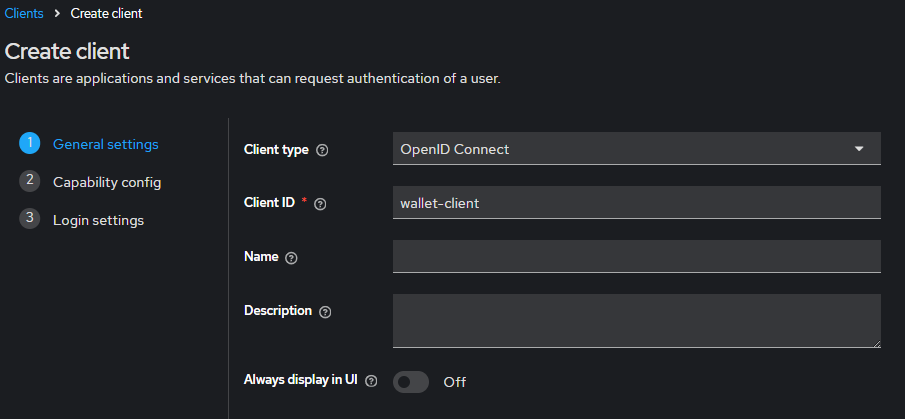 Clients > Create client
Create client
Clients are applications and services that can request authentication of a user.
1 General settings
2 Capability config
3 Login settings
Client type ?
OpenID Connect
Client ID * ?
wallet-client
Name ?
Description ?
Always display in UI ?
Off